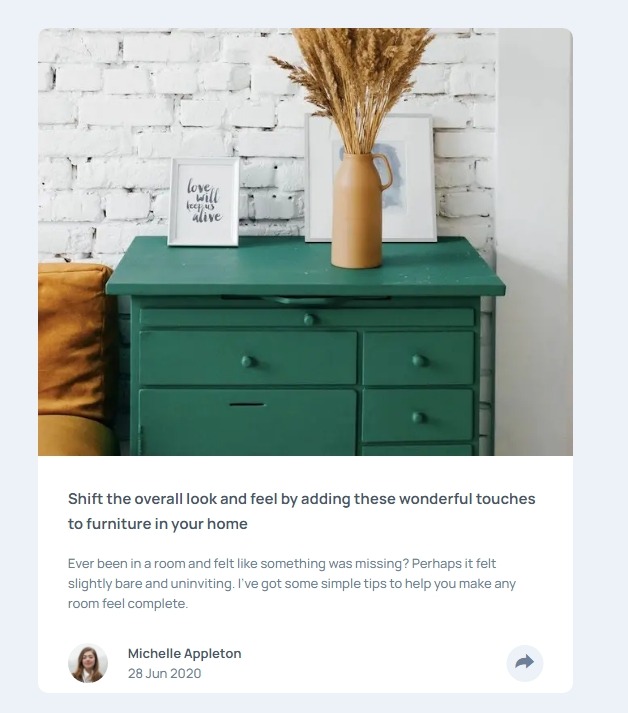 love
will
keep us
alive
Shift the overall look and feel by adding these wonderful touches
to furniture in your home
Ever been in a room and felt like something was missing? Perhaps it felt
slightly bare and uninviting. I've got some simple tips to help you make any
room feel complete.
Michelle Appleton
28 Jun 2020